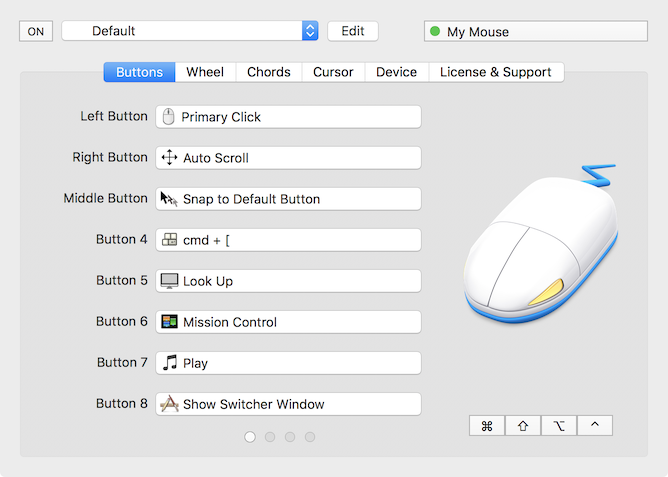 ON Default Edit My Mouse
Buttons Wheel Chords Cursor Device License & Support
Left Button Primary Click
Right Button Auto Scroll
Middle Button Snap to Default Button
Button 4 cmd + [
Button 5 Look Up
Button 6 Mission Control
Button 7 Play
Button 8 Show Switcher Window
⌘ ⇧ ⌥ ^